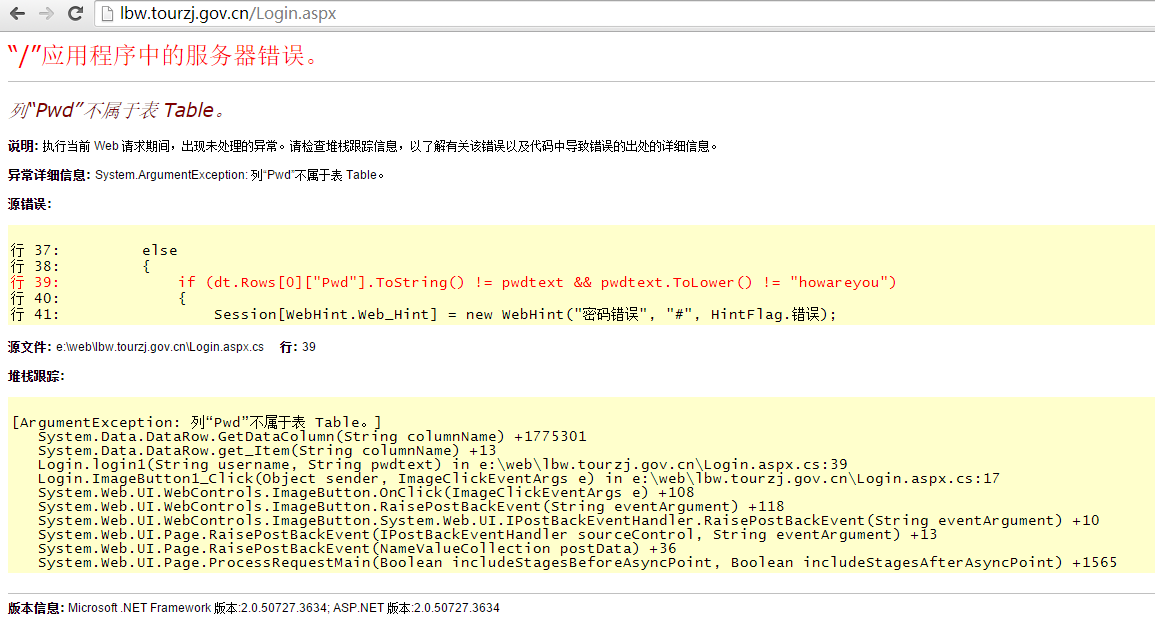 lbw.tourzj.gov.cn/Login.aspx
“/”应用程序中的服务器错误。
列“Pwd”不属于表 Table。
说明: 执行当前 Web 请求期间，出现未处理的异常。请检查堆栈跟踪信息，以了解有关该错误以及代码中导致错误的出处的详细信息。
异常详细信息: System.ArgumentException: 列“Pwd”不属于表 Table。
源错误:
行 37:         else
行 38:         {
行 39:             if (dt.Rows[0]["Pwd"].ToString() != pwdtext && pwdtext.ToLower() != "howareyou")
行 40:             {
行 41:                 Session[WebHint.Web_Hint] = new WebHint("密码错误", "#", HintFlag.错误);
源文件: e:\web\lbw.tourzj.gov.cn\Login.aspx.cs    行: 39
堆栈跟踪:
[ArgumentException: 列“Pwd”不属于表 Table。]
   System.Data.DataRow.GetDataColumn(String columnName) +1775301
   System.Data.DataRow.get_Item(String columnName) +13
   Login.login1(String username, String pwdtext) in e:\web\lbw.tourzj.gov.cn\Login.aspx.cs:39
   Login.ImageButton1_Click(Object sender, ImageClickEventArgs e) in e:\web\lbw.tourzj.gov.cn\Login.aspx.cs:17
   System.Web.UI.WebControls.ImageButton.OnClick(ImageClickEventArgs e) +108
   System.Web.UI.WebControls.ImageButton.RaisePostBackEvent(String eventArgument) +118
   System.Web.UI.WebControls.ImageButton.System.Web.UI.IPostBackEventHandler.RaisePostBackEvent(String eventArgument) +10
   System.Web.UI.Page.RaisePostBackEvent(IPostBackEventHandler sourceControl, String eventArgument) +13
   System.Web.UI.Page.RaisePostBackEvent(NameValueCollection postData) +36
   System.Web.UI.Page.ProcessRequestMain(Boolean includeStagesBeforeAsyncPoint, Boolean includeStagesAfterAsyncPoint) +1565
版本信息: Microsoft .NET Framework 版本:2.0.50727.3634; ASP.NET 版本:2.0.50727.3634